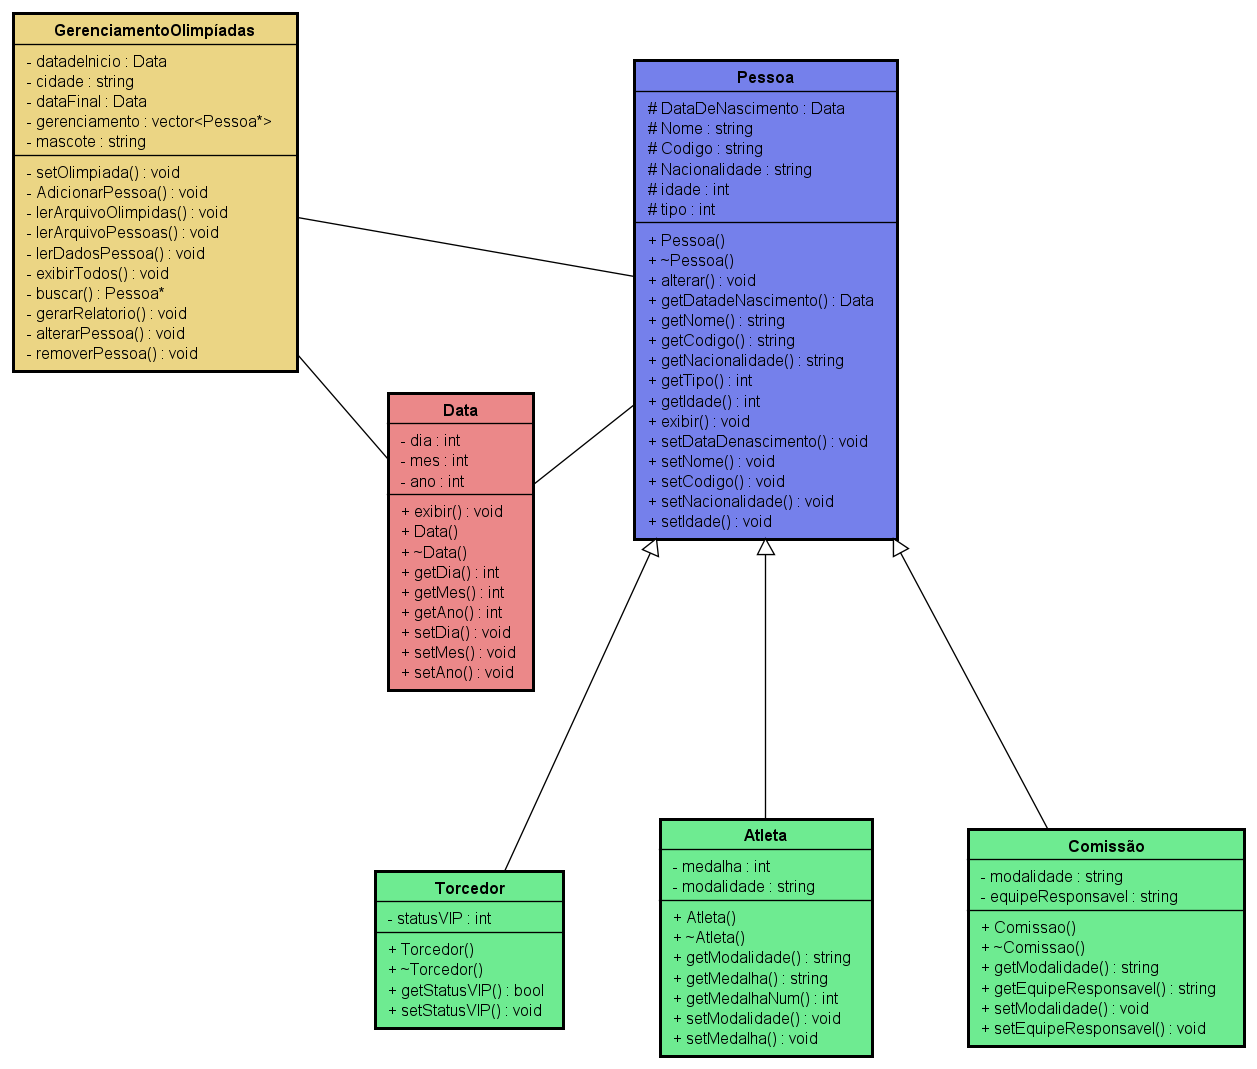 GerenciamentoOlimpíadas
- datadeInicio : Data
- cidade : string
- dataFinal : Data
- gerenciamento : vector<Pessoa*>
- mascote : string
- setOlimpiada() : void
- AdicionarPessoa() : void
- lerArquivoOlimpidas() : void
- lerArquivoPessoas() : void
- lerDadosPessoa() : void
- exibirTodos() : void
- buscar() : Pessoa*
- gerarRelatorio() : void
- alterarPessoa() : void
- removerPessoa() : void
Pessoa
# DataDeNascimento : Data
# Nome : string
# Codigo : string
# Nacionalidade : string
# idade : int
# tipo : int
+ Pessoa()
+ ~Pessoa()
+ alterar() : void
+ getDatadeNascimento() : Data
+ getNome() : string
+ getCodigo() : string
+ getNacionalidade() : string
+ getTipo() : int
+ getIdade() : int
+ exibir() : void
+ setDataDenascimento() : void
+ setNome() : void
+ setCodigo() : void
+ setNacionalidade() : void
+ setIdade() : void
Data
- dia : int
- mes : int
- ano : int
+ exibir() : void
+ Data()
+ ~Data()
+ getDia() : int
+ getMes() : int
+ getAno() : int
+ setDia() : void
+ setMes() : void
+ setAno() : void
Torcedor
- statusVIP : int
+ Torcedor()
+ ~Torcedor()
+ getStatusVIP() : bool
+ setStatusVIP() : void
Atleta
- medalha : int
- modalidade : string
+ Atleta()
+ ~Atleta()
+ getModalidade() : string
+ getMedalha() : string
+ getMedalhaNum() : int
+ setModalidade() : void
+ setMedalha() : void
Comissão
- modalidade : string
- equipeResponsavel : string
+ Comissao()
+ ~Comissao()
+ getModalidade() : string
+ getEquipeResponsavel() : string
+ setModalidade() : void
+ setEquipeResponsavel() : void